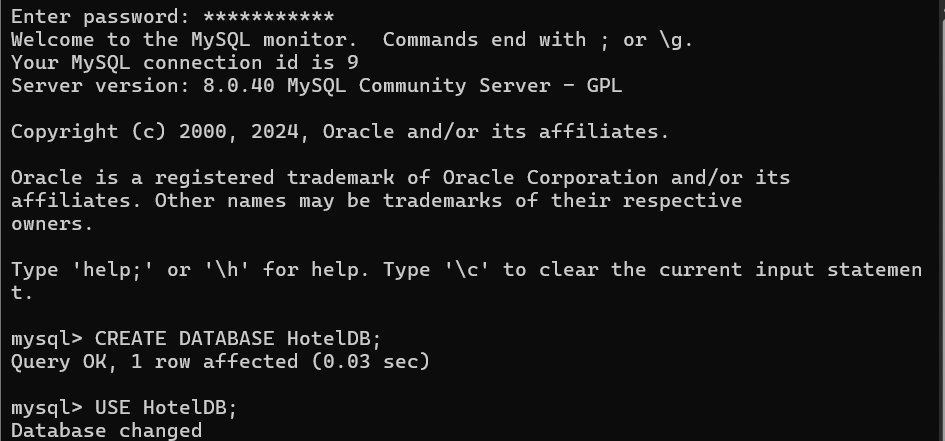 Enter password: ***********
Welcome to the MySQL monitor.  Commands end with ; or \g.
Your MySQL connection id is 9
Server version: 8.0.40 MySQL Community Server - GPL
Copyright (c) 2000, 2024, Oracle and/or its affiliates.
Oracle is a registered trademark of Oracle Corporation and/or its
affiliates. Other names may be trademarks of their respective
owners.
Type 'help;' or '\h' for help. Type '\c' to clear the current input statemen
t.
mysql> CREATE DATABASE HotelDB;
Query OK, 1 row affected (0.03 sec)
mysql> USE HotelDB;
Database changed